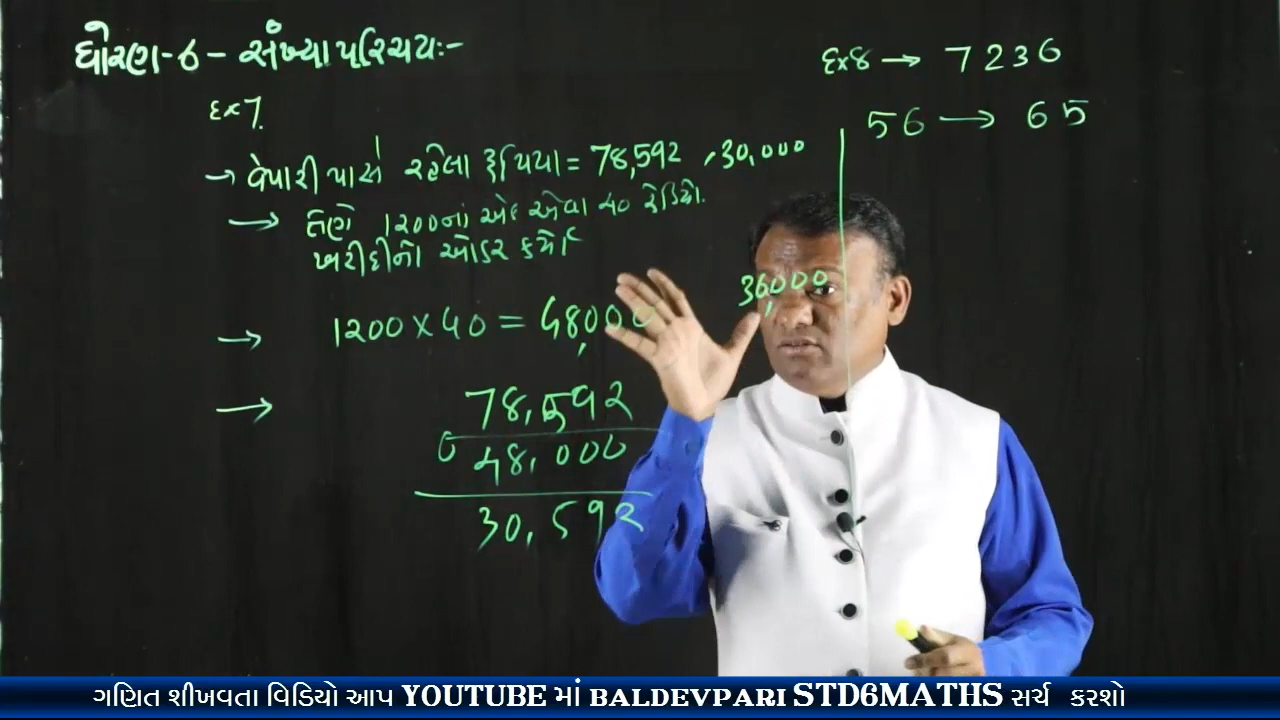 ધોરણ-6 - સંખ્યા પરિચય:-
દા×7.
→ વેપારી પાસે રહેલા રૂપિયા = 78,592 , 30,000
→ તેણે 1200નાં એક એવા 40 રેડિયો.
ખરીદીનો ઓર્ડર કર્યો
→ 1200 × 40 = 48,000
36,000
→ 78,592
48,000
30,592
8 → 7236
56 → 65
ગણિત શીખવતા વિડિયો આપ YOUTUBE માં BALDEVPARI STD6MATHS સર્ચ કરશો